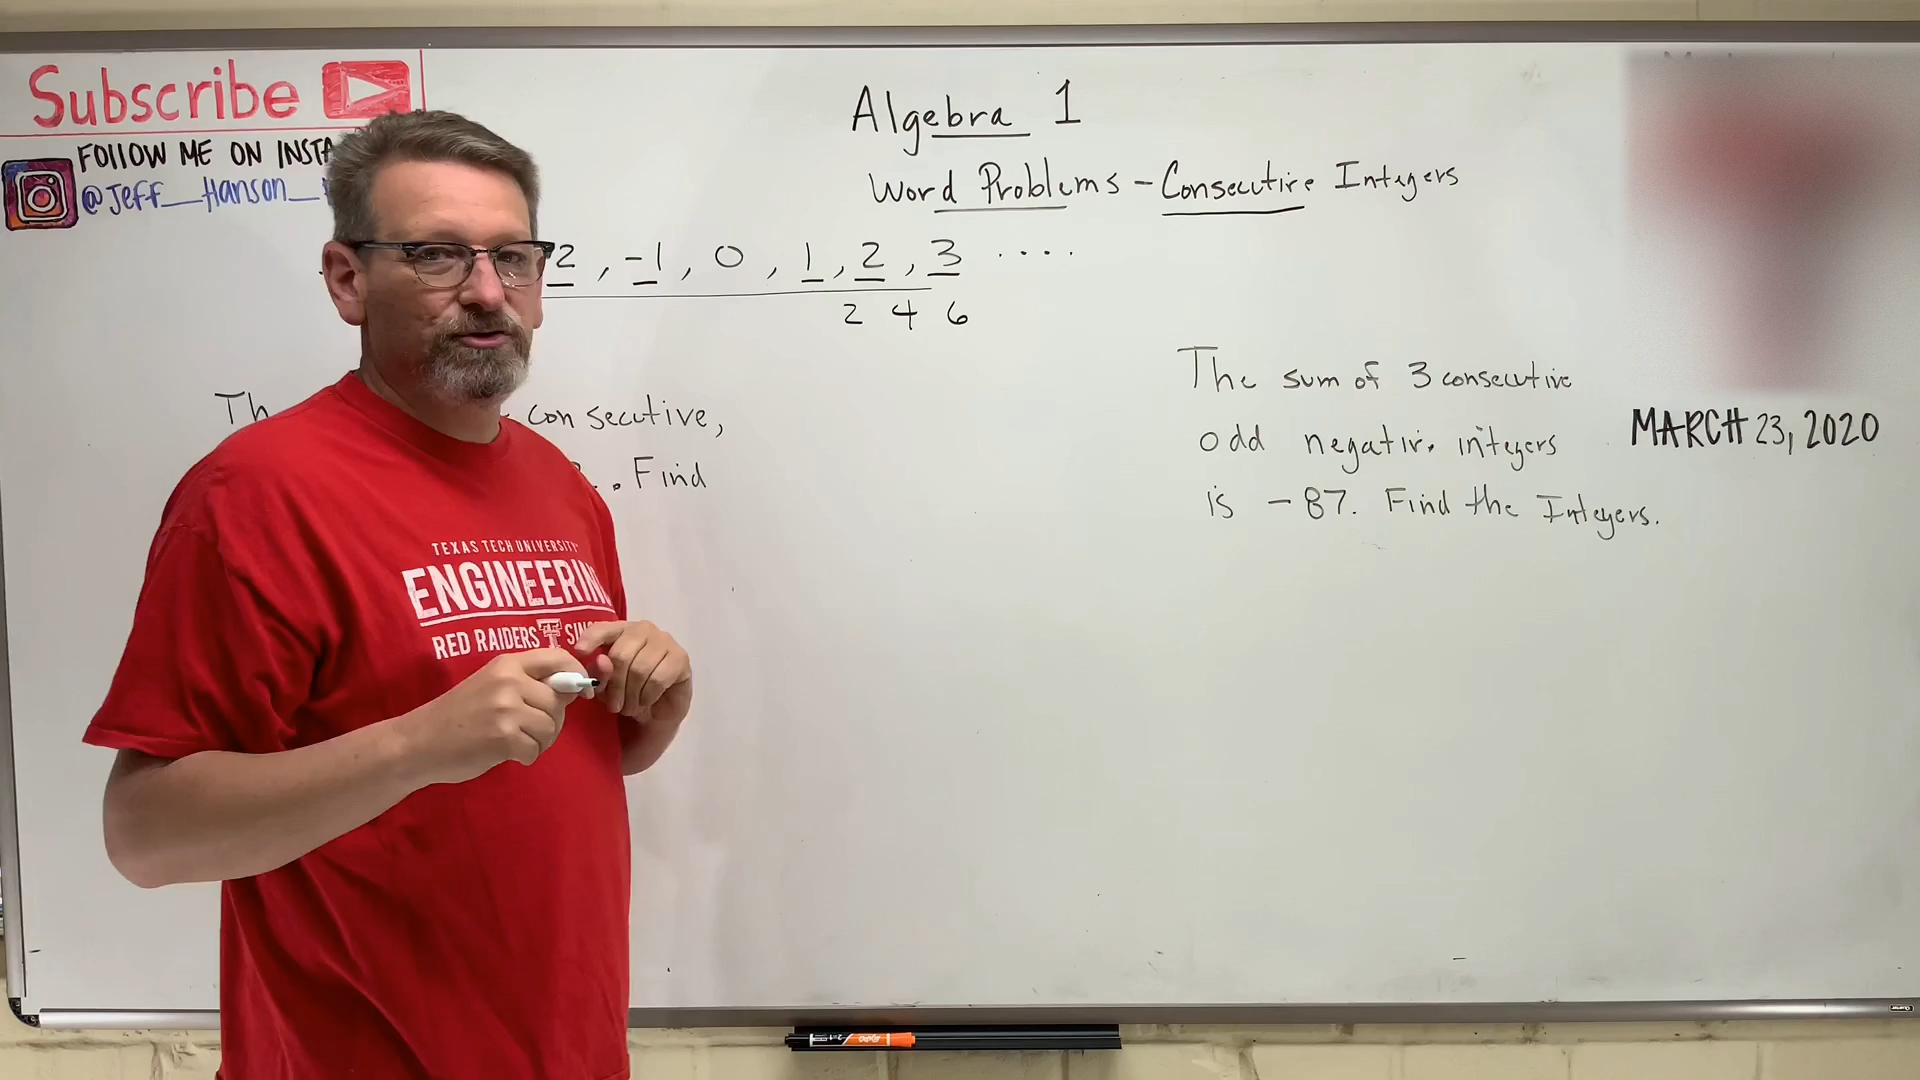 Subscribe
FOllOW ME ON INSTA
@Jeff_Hanson_
Algebra 1
Word Problems - Consecutive Integers
2, -1, 0, 1, 2, 3 ....
2 4 6
Th consecutive,
. Find
The sum of 3 consecutive
odd negative integers
is -87. Find the Integers.
MARCH 23, 2020
TEXAS TECH UNIVERSITY
ENGINEERIN
RED RAIDERS T SIN